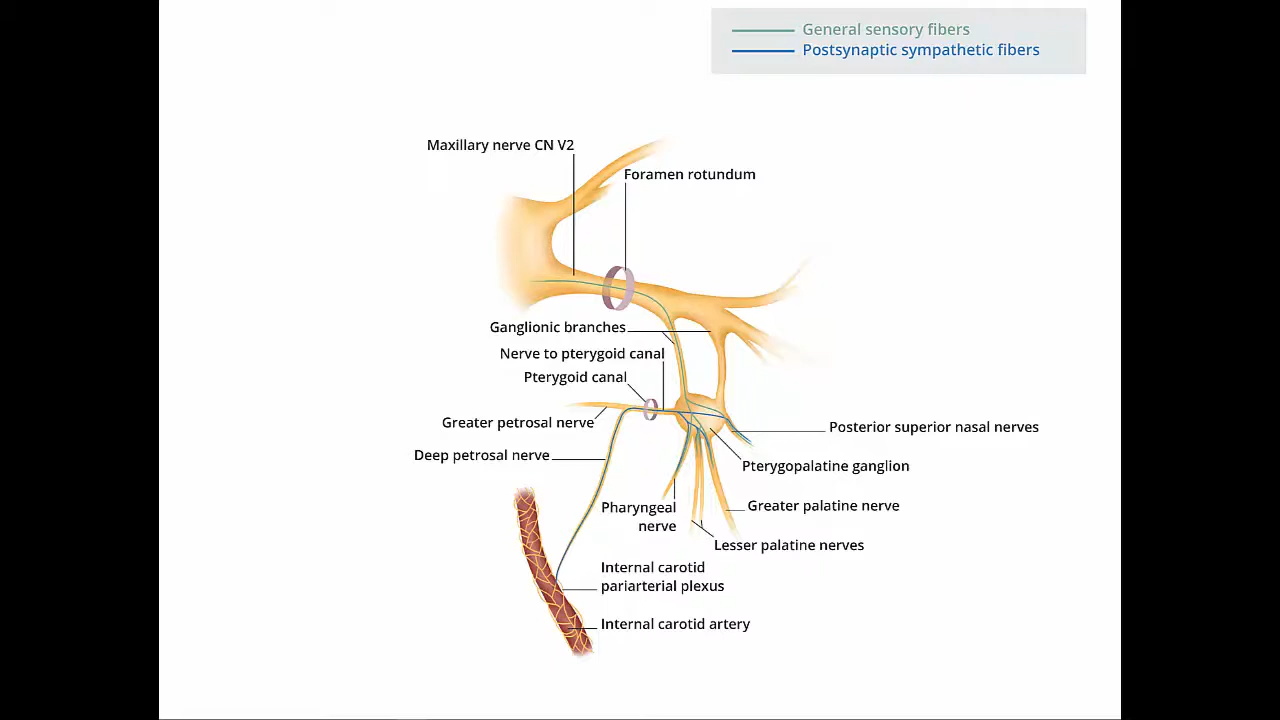 General sensory fibers
Postsynaptic sympathetic fibers
Maxillary nerve CN V2
Foramen rotundum
Ganglionic branches
Nerve to pterygoid canal
Pterygoid canal
Greater petrosal nerve
Deep petrosal nerve
Posterior superior nasal nerves
Pterygopalatine ganglion
Greater palatine nerve
Pharyngeal
nerve
Lesser palatine nerves
Internal carotid
pariarterial plexus
Internal carotid artery